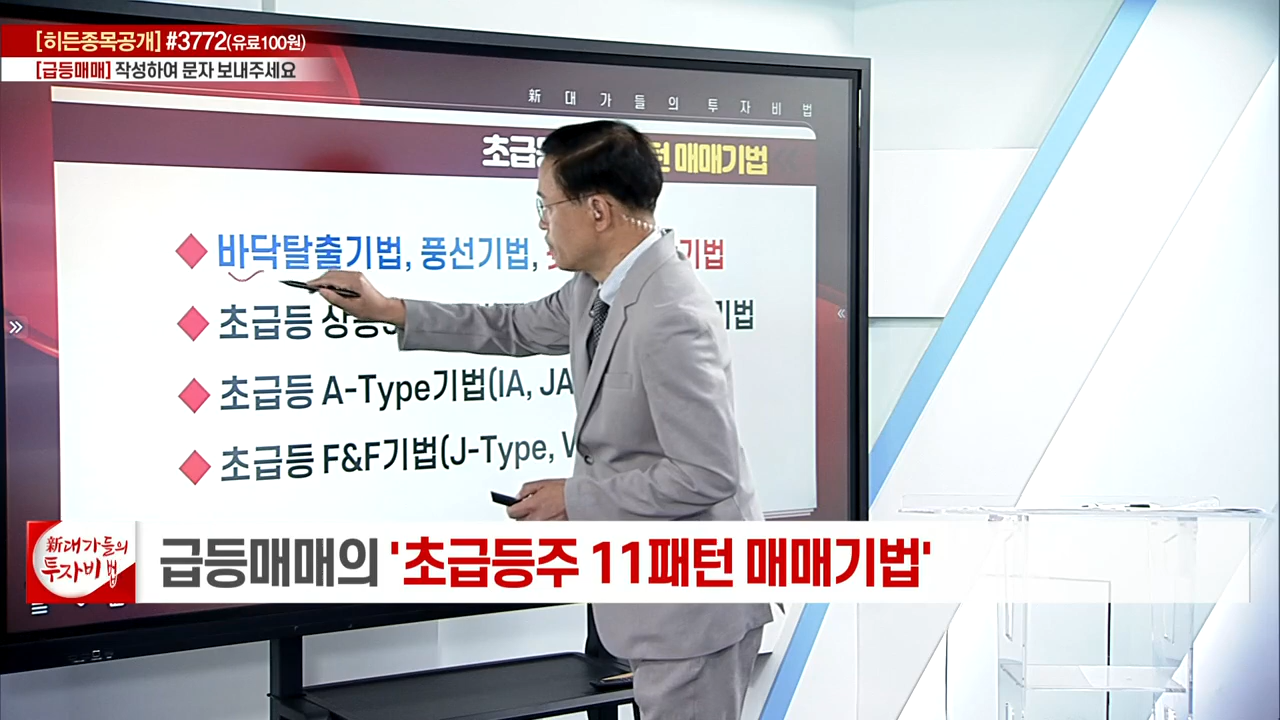 [히든종목공개] #3772(유료100원)
[급등매매] 작성하여 문자 보내주세요
新 대 가 들 의 투 자 비 법
초급 턴 매매기법
바닥탈출기법, 풍선기법, 기법
초급등 기법
초급등 A-Type기법(IA, JA
초급등 F&F기법(J-Type,
新대가들의
투자비법
급등매매의 '초급등주 11패턴 매매기법'